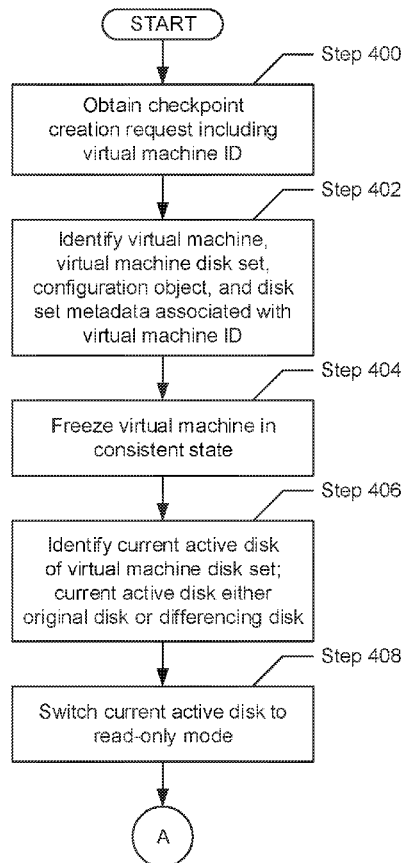 START
Step 400
Obtain checkpoint
creation request including
virtual machine ID
Step 402
Identify virtual machine,
virtual machine disk set,
configuration object, and disk
set metadata associated with
virtual machine ID
Step 404
Freeze virtual machine in
consistent state
Step 406
Identify current active disk
of virtual machine disk set;
current active disk either
original disk or differencing disk
Step 408
Switch current active disk to
read-only mode
A